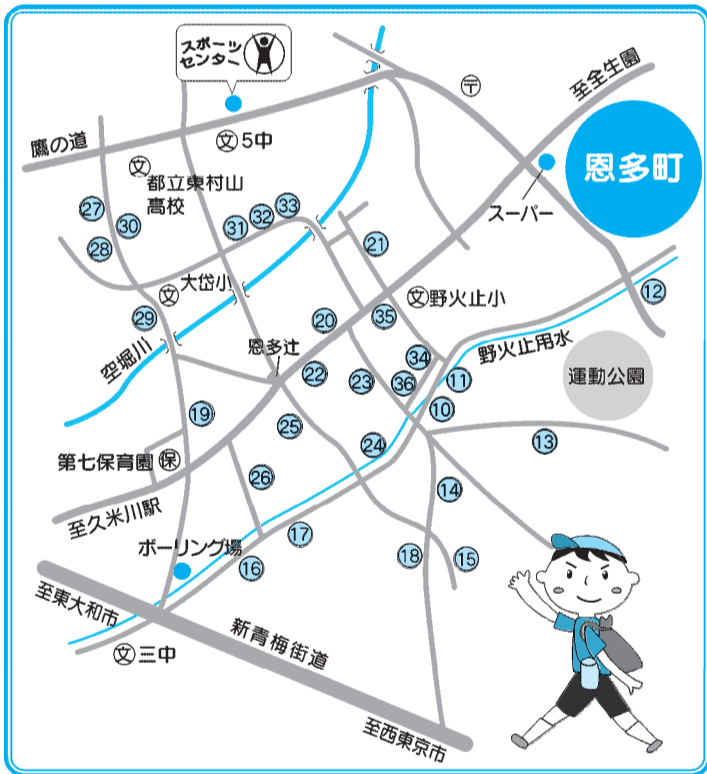 スポーツ
センター
〒
至全生園
恩多町
鷹の道
文5中
文
都立東村山
高校
スーパー
27
30
28
31
32
33
21
大岱小
文
文野火止小
12
29
20
35
空堀川
恩多辻
野火止用水
運動公園
34
22
23
36
11
10
19
25
24
13
第七保育園 保
26
14
至久米川駅
17
ボーリング場
16
18
15
至東大和市
新青梅街道
文三中
至西東京市